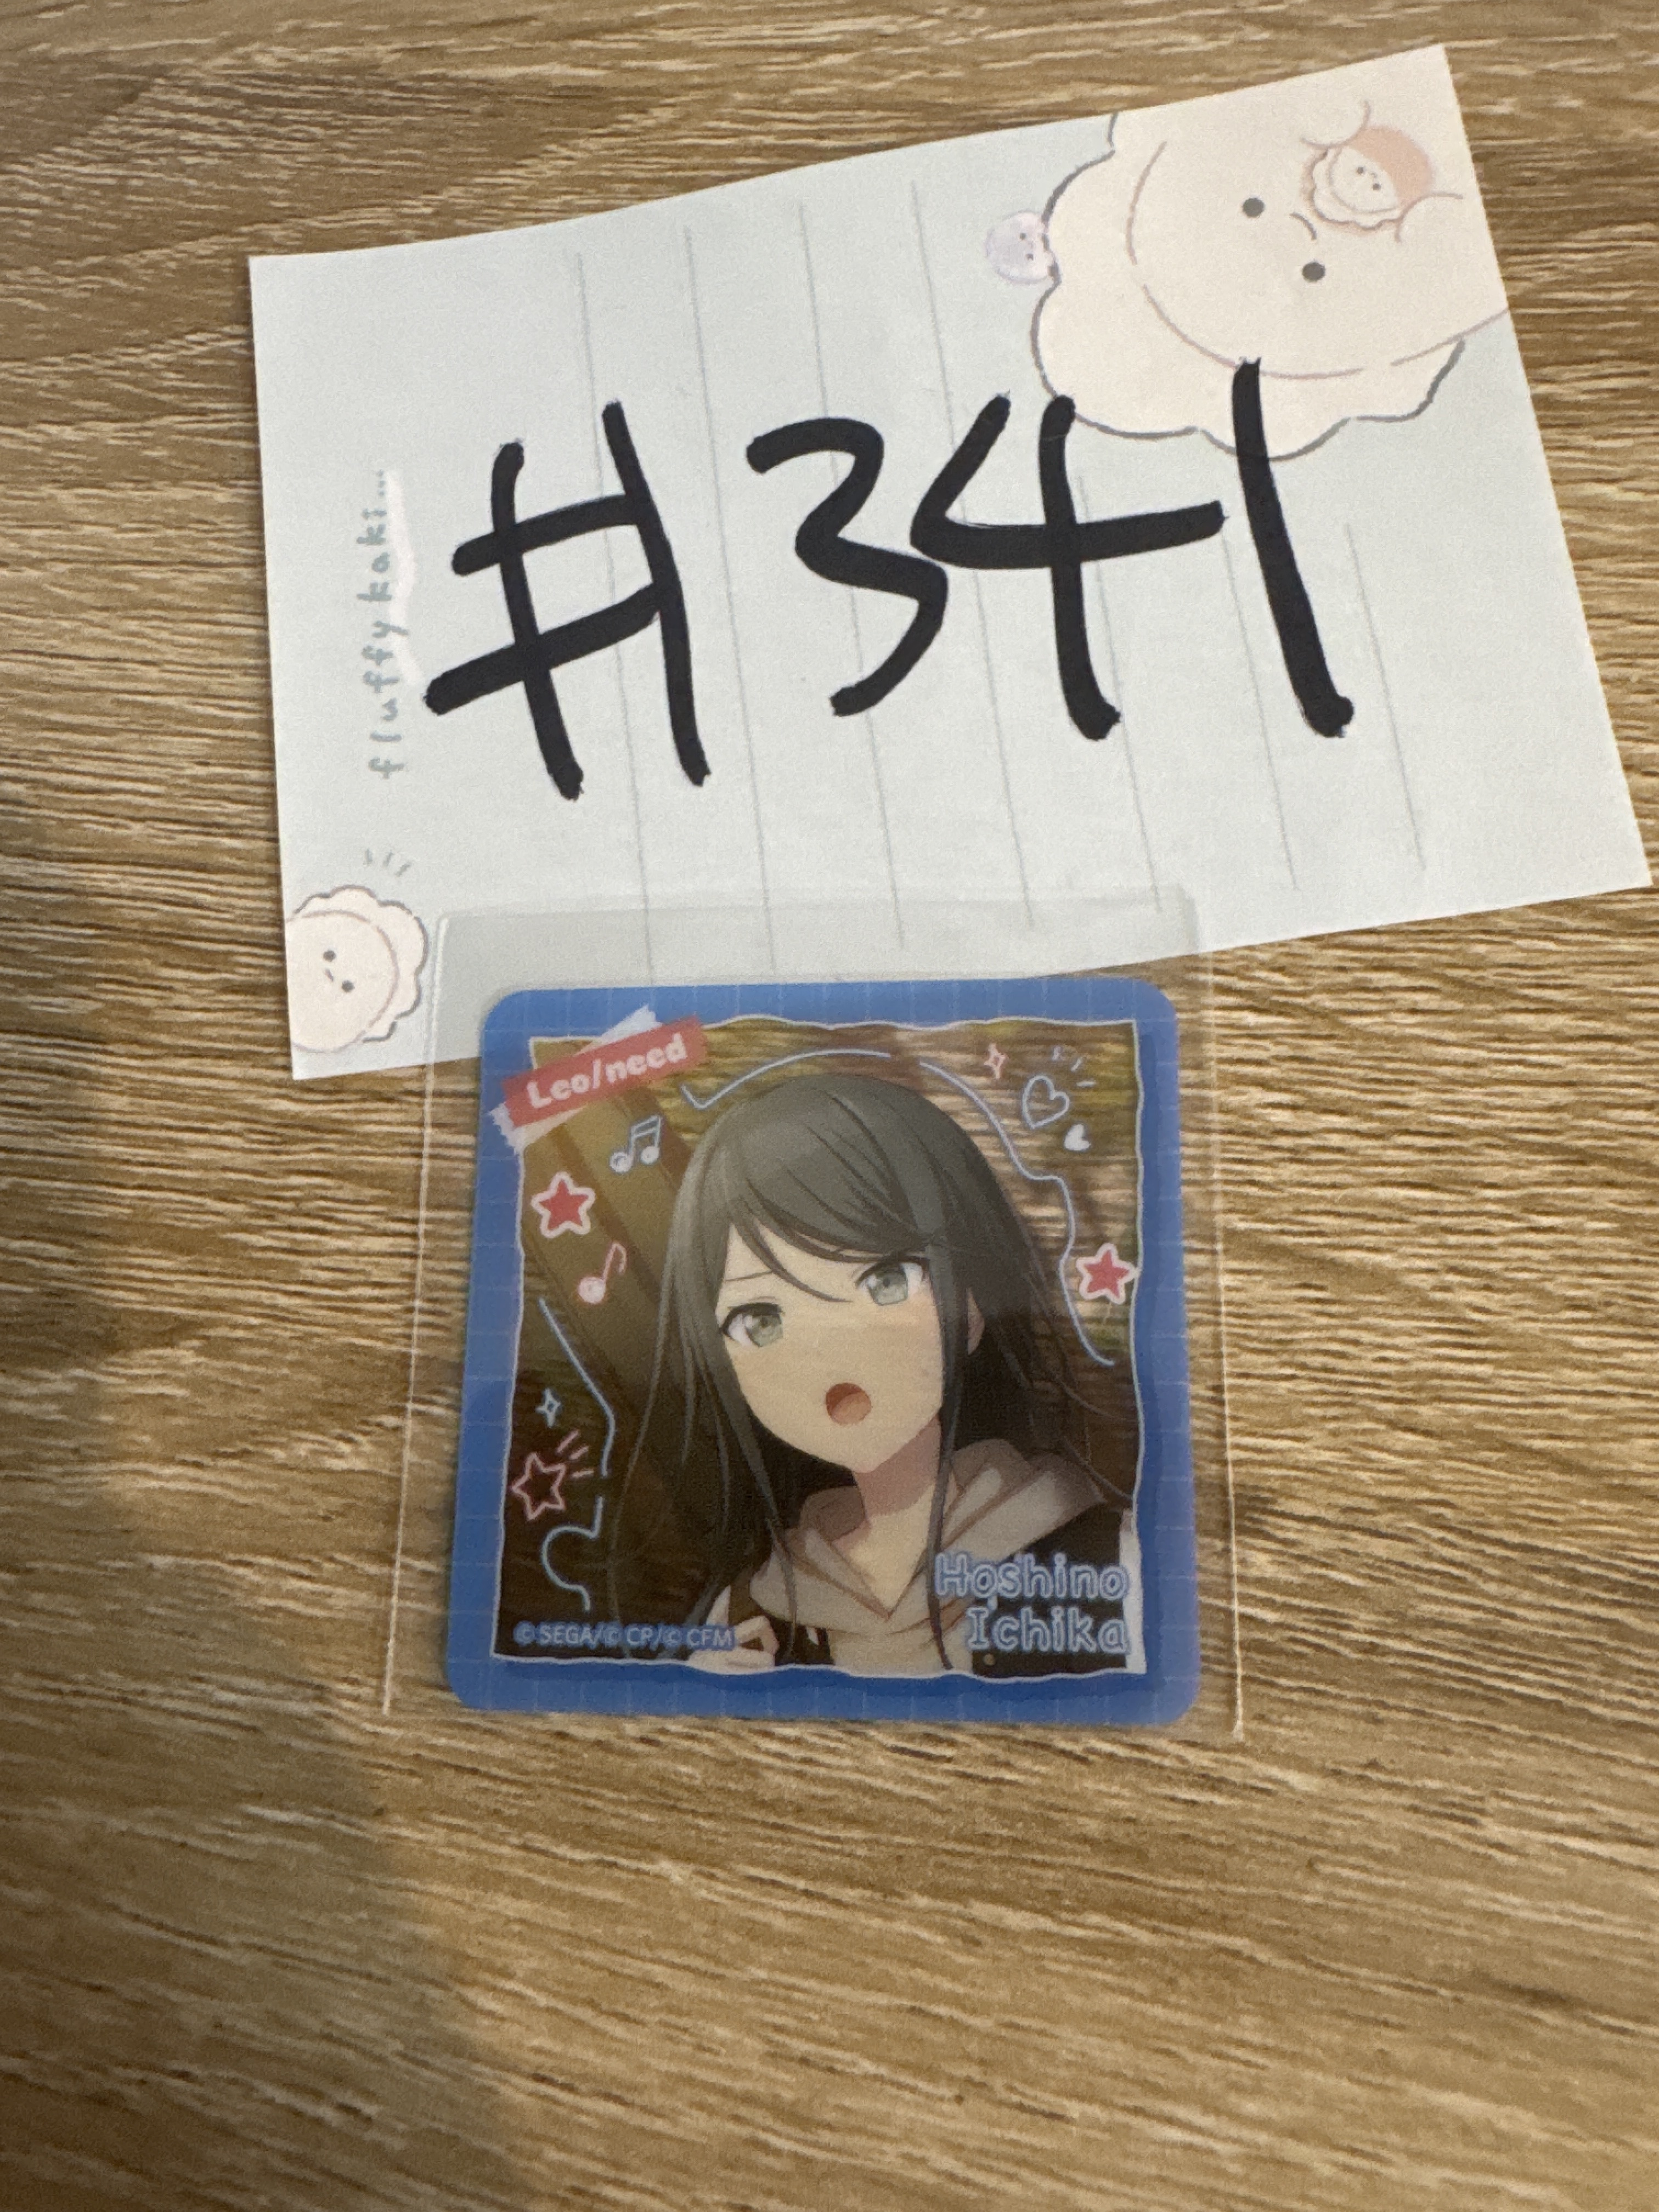 #341
fluffy kaki...
Leo/need
Hoshino
Ichika
© SEGA/© CP/© CFM